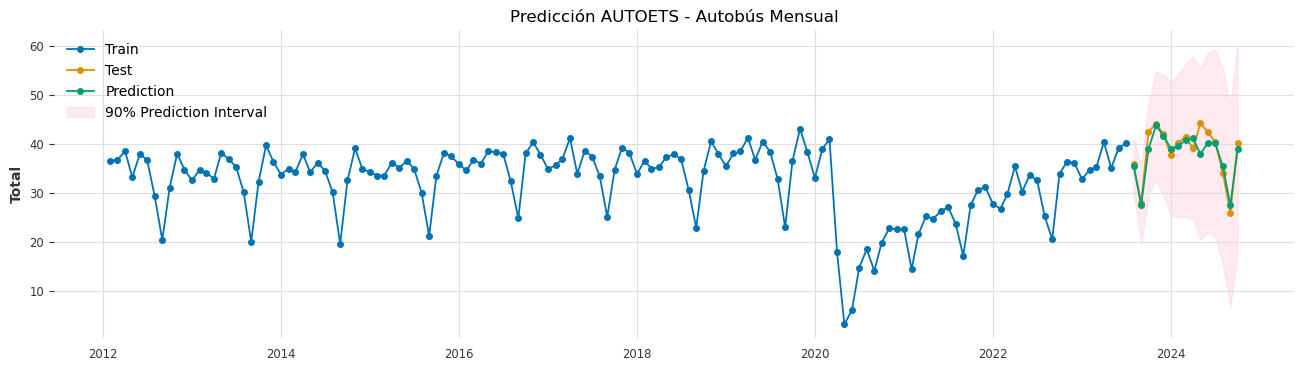 Predicción AUTOETS - Autobús Mensual
Train
Test
Prediction
90% Prediction Interval
Total
60
50
40
30
20
10
2012
2014
2016
2018
2020
2022
2024